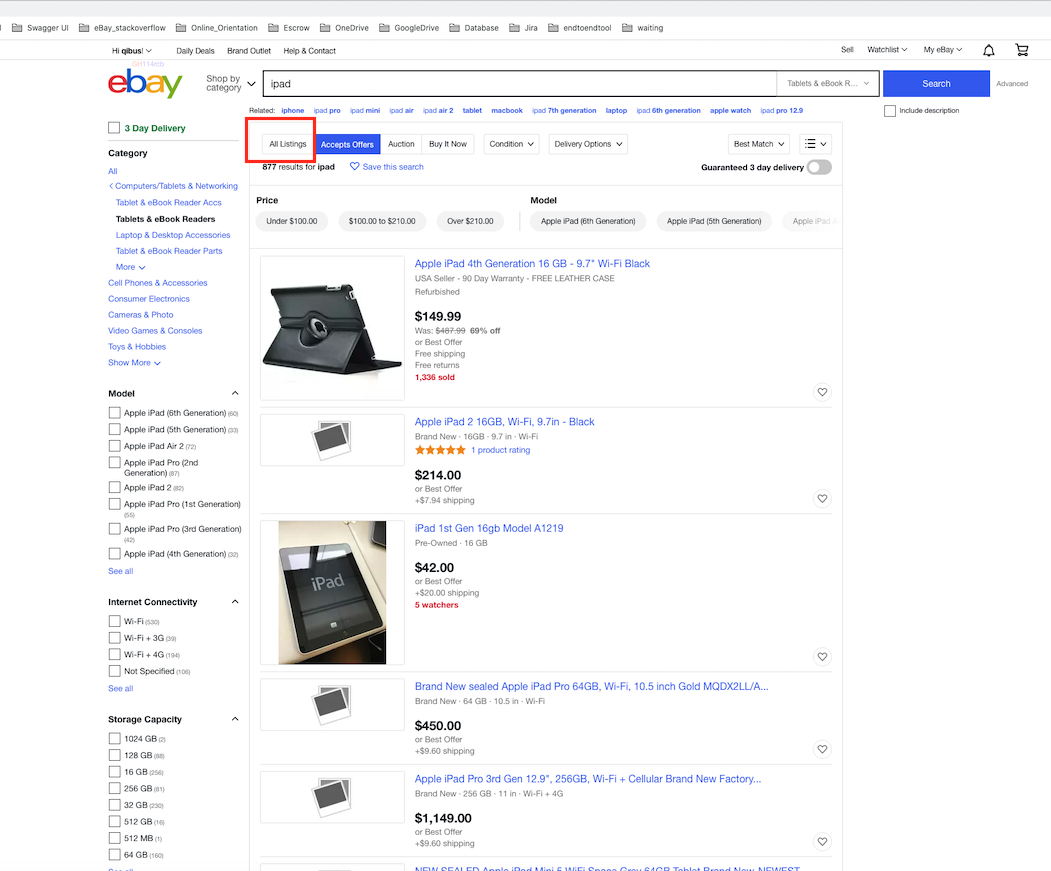 Swagger UI eBay_stackoverflow Online_Orientation Escrow OneDrive GoogleDrive Database Jira endtoendtool waiting
Hi qibus! Daily Deals Brand Outlet Help & Contact Sell Watchlist My eBay
ebay
Shop by
category
ipad
Tablets & eBook R...
Search
Advanced
Related: iphone ipad pro ipad mini ipad air ipad air 2 tablet macbook ipad 7th generation laptop ipad 6th generation apple watch ipad pro 12.9
Include description
3 Day Delivery
Category
All
Computers/Tablets & Networking
Tablet & eBook Reader Accs
Tablets & eBook Readers
Laptop & Desktop Accessories
Tablet & eBook Reader Parts
More
Cell Phones & Accessories
Consumer Electronics
Cameras & Photo
Video Games & Consoles
Toys & Hobbies
Show More
Model
Apple iPad (6th Generation) (60)
Apple iPad (5th Generation) (33)
Apple iPad Air 2 (72)
Apple iPad Pro (2nd
Generation) (87)
Apple iPad 2 (82)
Apple iPad Pro (1st Generation)
(55)
Apple iPad Pro (3rd Generation)
(42)
Apple iPad (4th Generation) (32)
See all
Internet Connectivity
Wi-Fi (530)
Wi-Fi + 3G (39)
Wi-Fi + 4G (194)
Not Specified (106)
See all
Storage Capacity
1024 GB (2)
128 GB (88)
16 GB (256)
256 GB (81)
32 GB (230)
512 GB (16)
512 MB (1)
64 GB (160)
All Listings Accepts Offers Auction Buy It Now Condition Delivery Options Best Match
877 results for ipad Save this search Guaranteed 3 day delivery
Price
Under $100.00 $100.00 to $210.00 Over $210.00
Model
Apple iPad (6th Generation) Apple iPad (5th Generation) Apple iPad A
Apple iPad 4th Generation 16 GB - 9.7" Wi-Fi Black
USA Seller - 90 Day Warranty - FREE LEATHER CASE
Refurbished
$149.99
Was: $487.99 69% off
or Best Offer
Free shipping
Free returns
1,336 sold
Apple iPad 2 16GB, Wi-Fi, 9.7in - Black
Brand New · 16GB · 9.7 in · Wi-Fi
1 product rating
$214.00
or Best Offer
+$7.94 shipping
iPad
iPad 1st Gen 16gb Model A1219
Pre-Owned · 16 GB
$42.00
or Best Offer
+$20.00 shipping
5 watchers
Brand New sealed Apple iPad Pro 64GB, Wi-Fi, 10.5 inch Gold MQDX2LL/A...
Brand New · 64 GB · 10.5 in · Wi-Fi
$450.00
or Best Offer
+$9.60 shipping
Apple iPad Pro 3rd Gen 12.9", 256GB, Wi-Fi + Cellular Brand New Factory...
Brand New · 256 GB · 11 in · Wi-Fi + 4G
$1,149.00
or Best Offer
+$9.60 shipping
NEW SEALED Apple iPad Mini 5 WiFi Space Grey 64GB Tablet Brand New, NEWEST